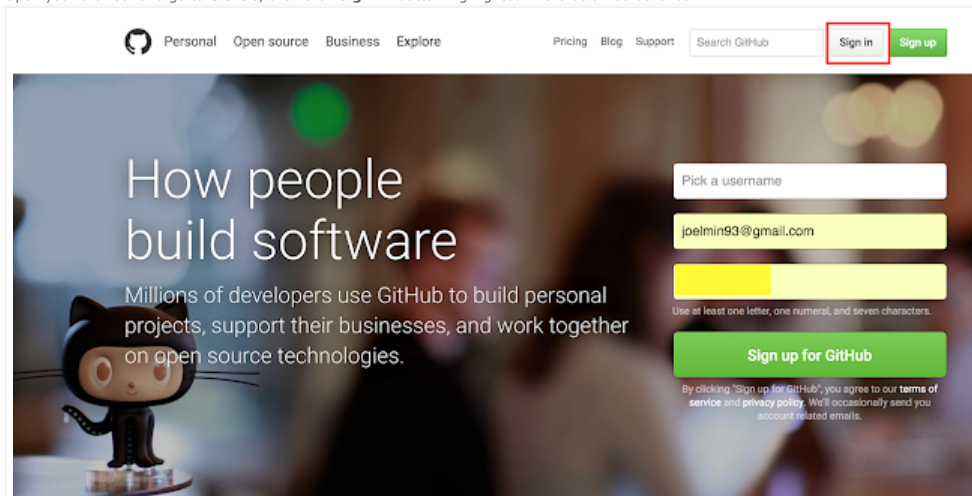 Personal Open source Business Explore Pricing Blog Support Search GitHub Sign in Sign up
How people
build software
Millions of developers use GitHub to build personal
projects, support their businesses, and work together
on open source technologies.
Pick a username
joelmin93@gmail.com
Use at least one letter, one numeral, and seven characters.
Sign up for GitHub
By clicking "Sign up for GitHub", you agree to our terms of
service and privacy policy. We'll occasionally send you
account related emails.